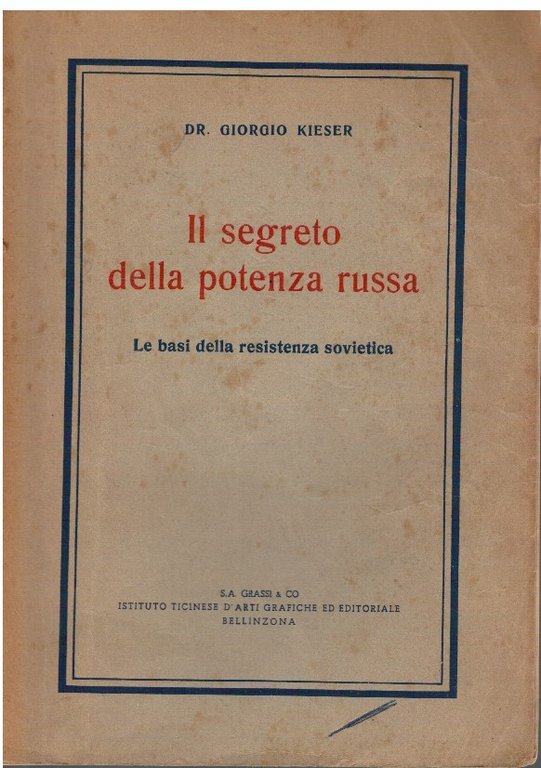 DR. GIORGIO KIESER
Il segreto
della potenza russa
Le basi della resistenza sovietica
S.A. GRASSI & CO
ISTITUTO TICINESE D'ARTI GRAFICHE ED EDITORIALE
BELLINZONA